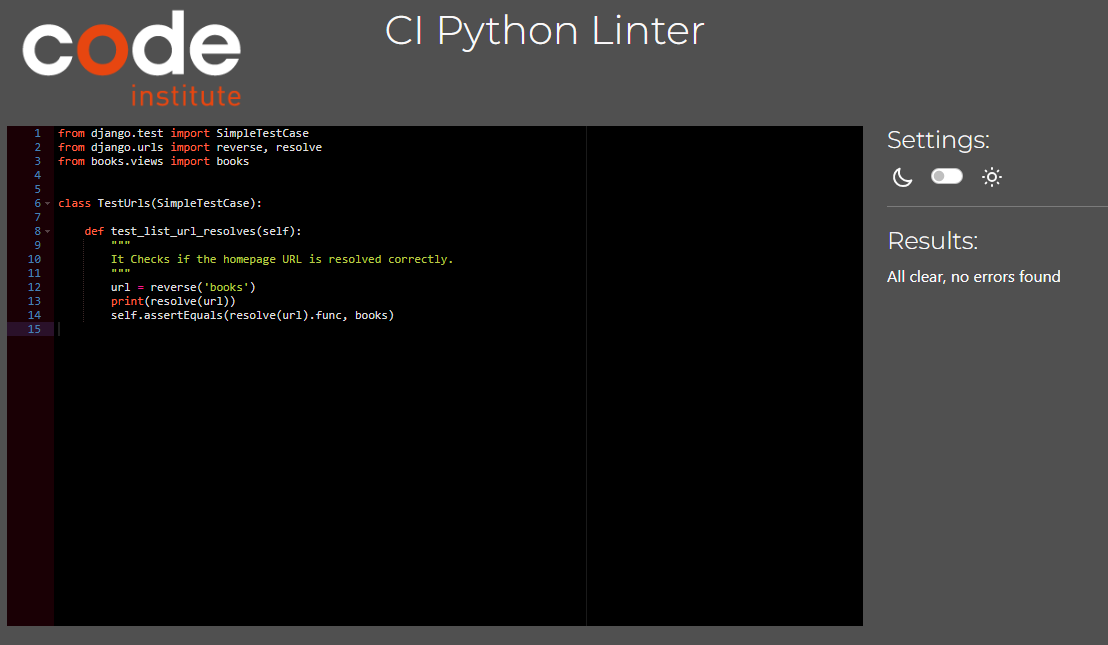 code
institute
CI Python Linter
1 from django.test import SimpleTestCase
2 from django.urls import reverse, resolve
3 from books.views import books
4
5
6 class TestUrls(SimpleTestCase):
7
8     def test_list_url_resolves(self):
9         """
10         It Checks if the homepage URL is resolved correctly.
11         """
12         url = reverse('books')
13         print(resolve(url))
14         self.assertEquals(resolve(url).func, books)
15
Settings:
Results:
All clear, no errors found